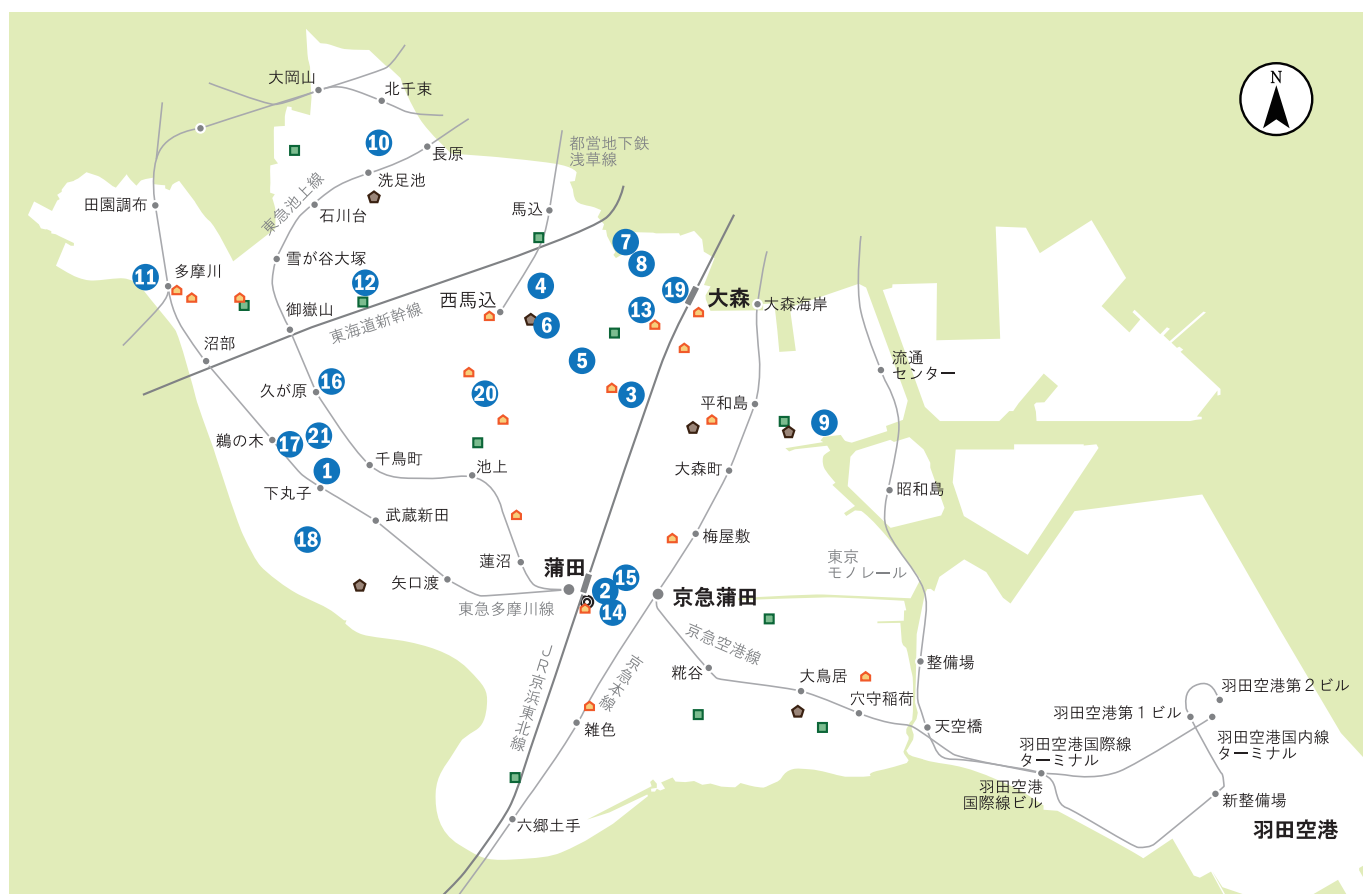 N
大岡山
北千束
10
長原
都営地下鉄
浅草線
洗足池
田園調布
東急池上線
石川台
馬込
7
雪が谷大塚
8
11
多摩川
12
4
19
西馬込
大森
大森海岸
御嶽山
13
東海道新幹線
6
沼部
5
流通
センター
久が原
16
20
3
平和島
9
鵜の木
17
21
千鳥町
池上
大森町
1
下丸子
昭和島
武蔵新田
18
梅屋敷
蓮沼
蒲田
東京
モノレール
矢口渡
15
2
京急蒲田
東急多摩川線
14
京急空港線
JR京浜東北線
京急本線
糀谷
大鳥居
整備場
穴守稲荷
羽田空港第2ビル
雑色
天空橋
羽田空港第1ビル
羽田空港国際線
ターミナル
羽田空港国内線
ターミナル
羽田空港
国際線ビル
新整備場
六郷土手
羽田空港